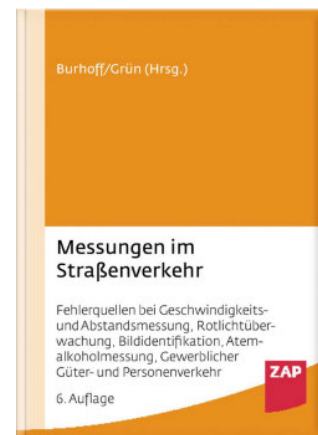 Burhoff/Grün (Hrsg.)
Messungen im
Straßenverkehr
Fehlerquellen bei Geschwindigkeits-
und Abstandsmessung, Rotlichtüber-
wachung, Bildidentifikation, Atem-
alkoholmessung, Gewerblicher
Güter- und Personenverkehr
ZAP
6. Auflage